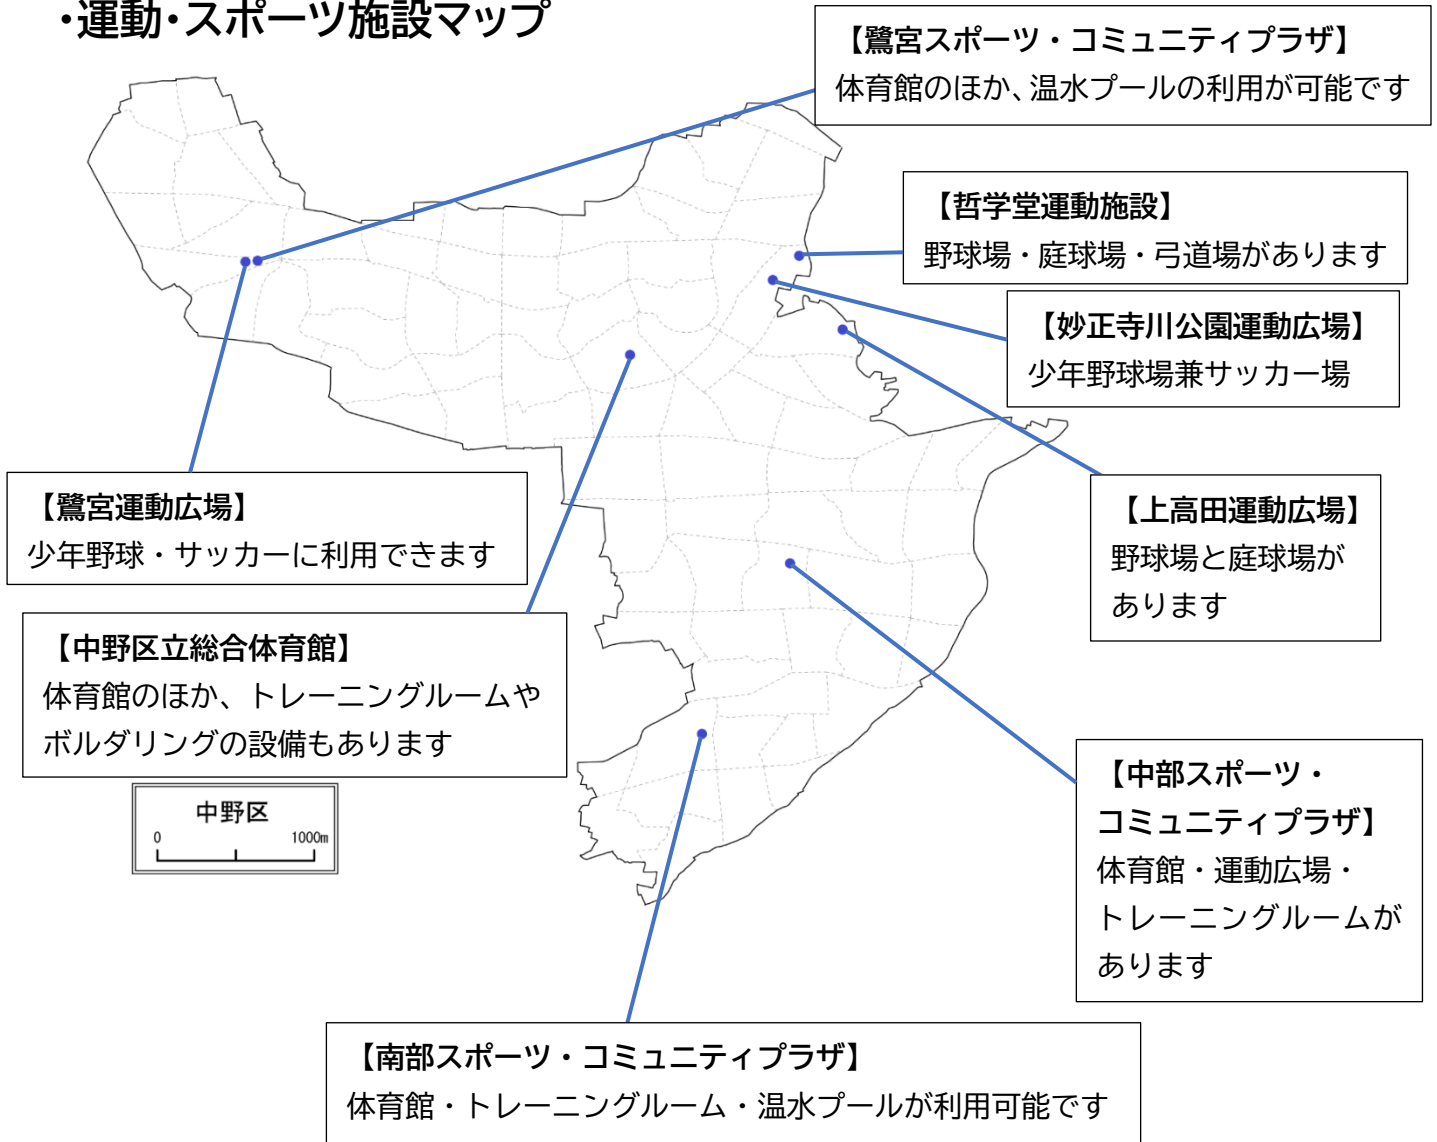 ・運動・スポーツ施設マップ
【鷺宮スポーツ・コミュニティプラザ】
体育館のほか、温水プールの利用が可能です
【哲学堂運動施設】
野球場・庭球場・弓道場があります
【妙正寺川公園運動広場】
少年野球場兼サッカー場
【上高田運動広場】
野球場と庭球場が
あります
【鷺宮運動広場】
少年野球・サッカーに利用できます
【中野区立総合体育館】
体育館のほか、トレーニングルームや
ボルダリングの設備もあります
中野区
0 1000m
【中部スポーツ・
コミュニティプラザ】
体育館・運動広場・
トレーニングルームが
あります
【南部スポーツ・コミュニティプラザ】
体育館・トレーニングルーム・温水プールが利用可能です